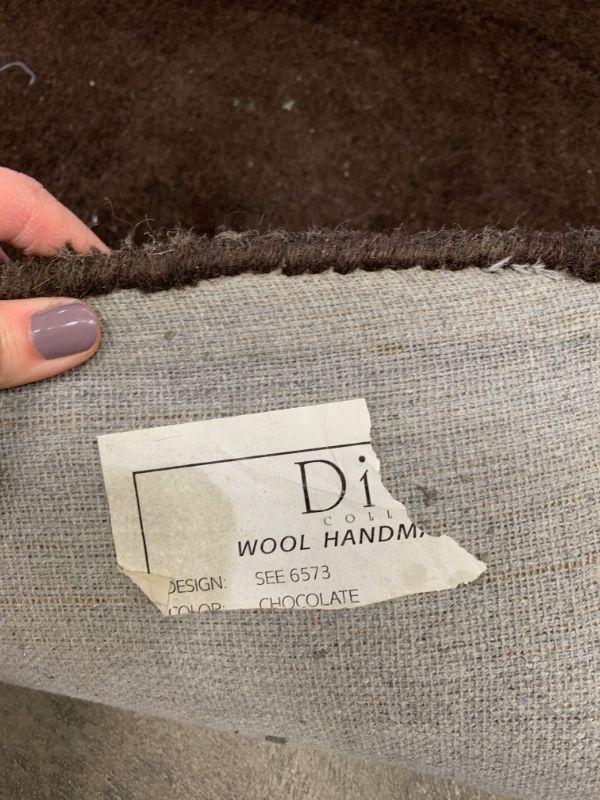 Di
COLL
WOOL HANDM
DESIGN: SEE 6573
COLOR: CHOCOLATE